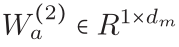 $W_a^{(2)} \in R^{1 \times d_m}$